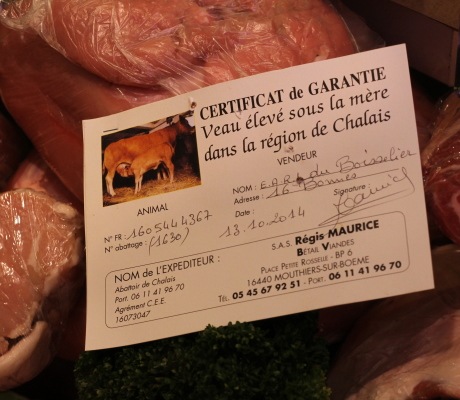 CERTIFICAT de GARANTIE
Veau élevé sous la mère
dans la région de Chalais
VENDEUR
NOM : E.A.R.L du Boisselier
Adresse : 16 Bonnes
Signature :
Date : 13.10.2014
ANIMAL
N° FR : 1605444367
N° abattage : (1630)
NOM de L'EXPEDITEUR :
Abattoir de Chalais
Port. 06 11 41 96 70
Agrément C.E.E.
16073047
S.A.S. Régis MAURICE
BÉTAIL VIANDES
PLACE PETITE ROSELLE - BP 6
16440 MOUTHIERS-SUR-BOEME
TÉL. 05 45 67 92 51 - PORT. 06 11 41 96 70